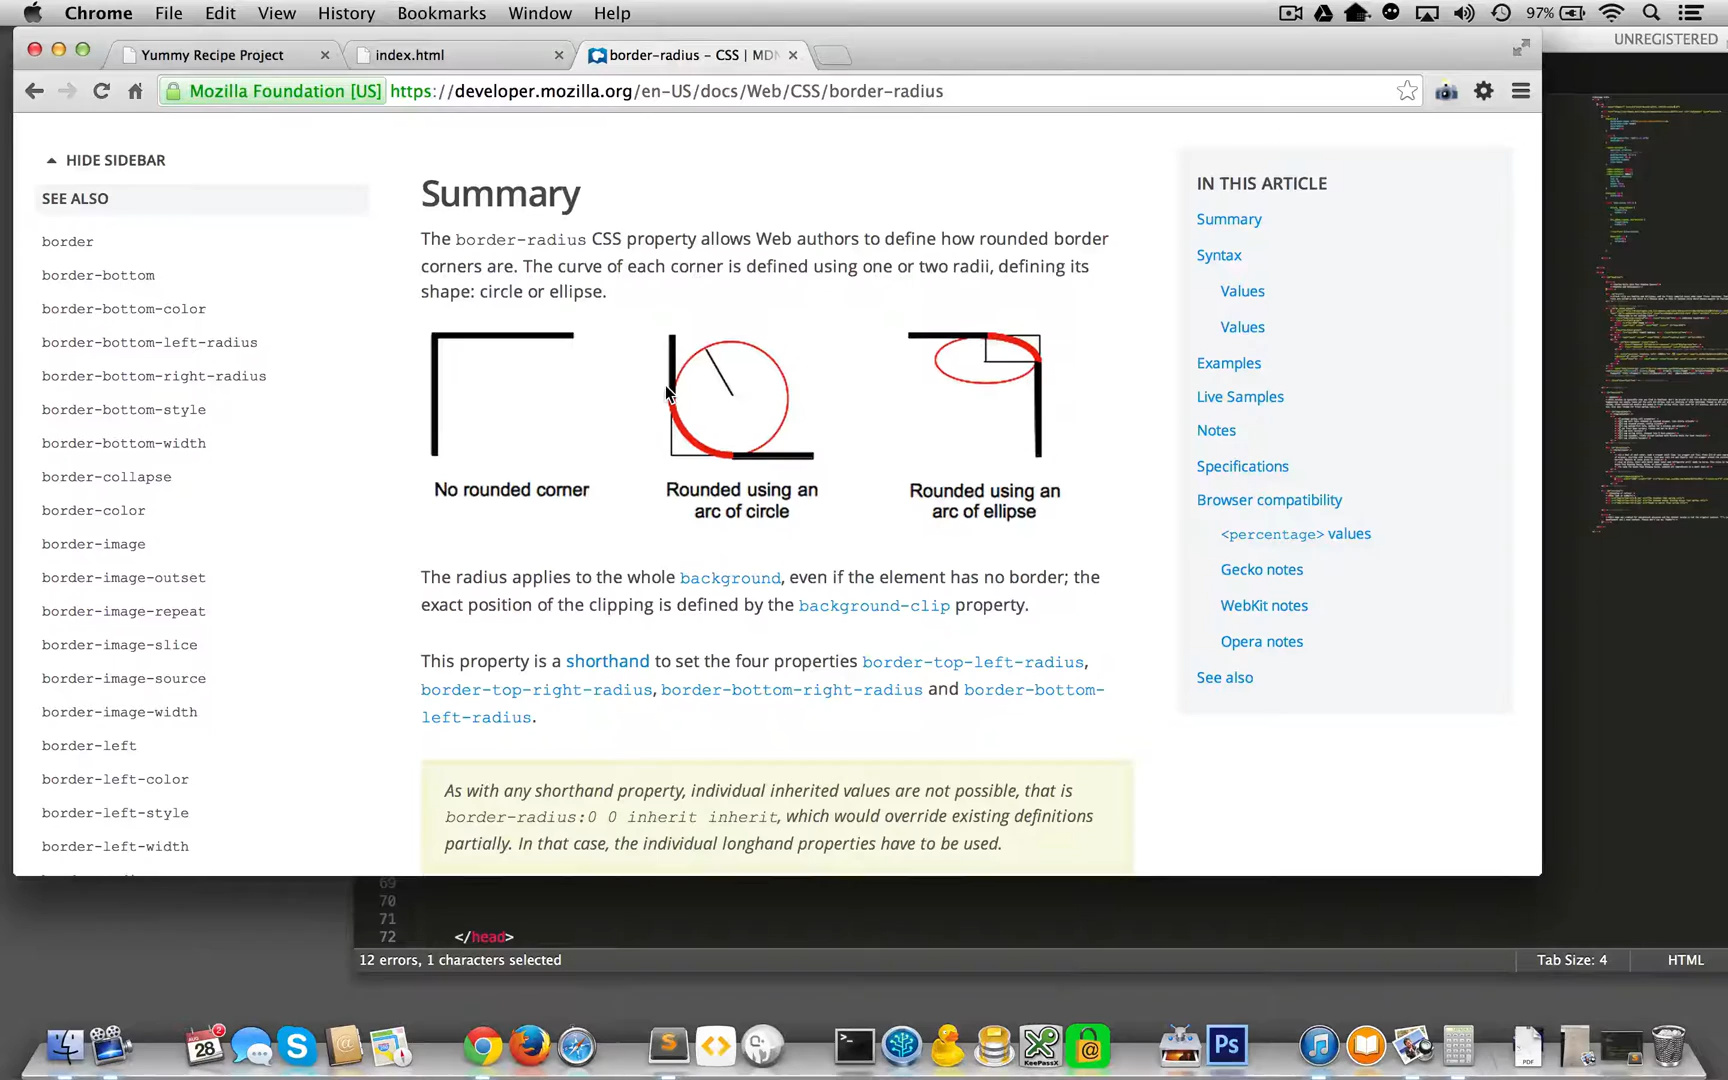 Chrome File Edit View History Bookmarks Window Help 97%
UNREGISTERED
Yummy Recipe Project index.html border-radius - CSS | MDN
Mozilla Foundation [US] https://developer.mozilla.org/en-US/docs/Web/CSS/border-radius
HIDE SIDEBAR
SEE ALSO
border
border-bottom
border-bottom-color
border-bottom-left-radius
border-bottom-right-radius
border-bottom-style
border-bottom-width
border-collapse
border-color
border-image
border-image-outset
border-image-repeat
border-image-slice
border-image-source
border-image-width
border-left
border-left-color
border-left-style
border-left-width
Summary
The border-radius CSS property allows Web authors to define how rounded border
corners are. The curve of each corner is defined using one or two radii, defining its
shape: circle or ellipse.
No rounded corner
Rounded using an
arc of circle
Rounded using an
arc of ellipse
The radius applies to the whole background, even if the element has no border; the
exact position of the clipping is defined by the background-clip property.
This property is a shorthand to set the four properties border-top-left-radius,
border-top-right-radius, border-bottom-right-radius and border-bottom-
left-radius.
As with any shorthand property, individual inherited values are not possible, that is
border-radius:0 0 inherit inherit, which would override existing definitions
partially. In that case, the individual longhand properties have to be used.
IN THIS ARTICLE
Summary
Syntax
Values
Values
Examples
Live Samples
Notes
Specifications
Browser compatibility
<percentage> values
Gecko notes
WebKit notes
Opera notes
See also
69
70
71
72 </head>
12 errors, 1 characters selected Tab Size: 4 HTML
2
28
PDF
KeePassX
Ps